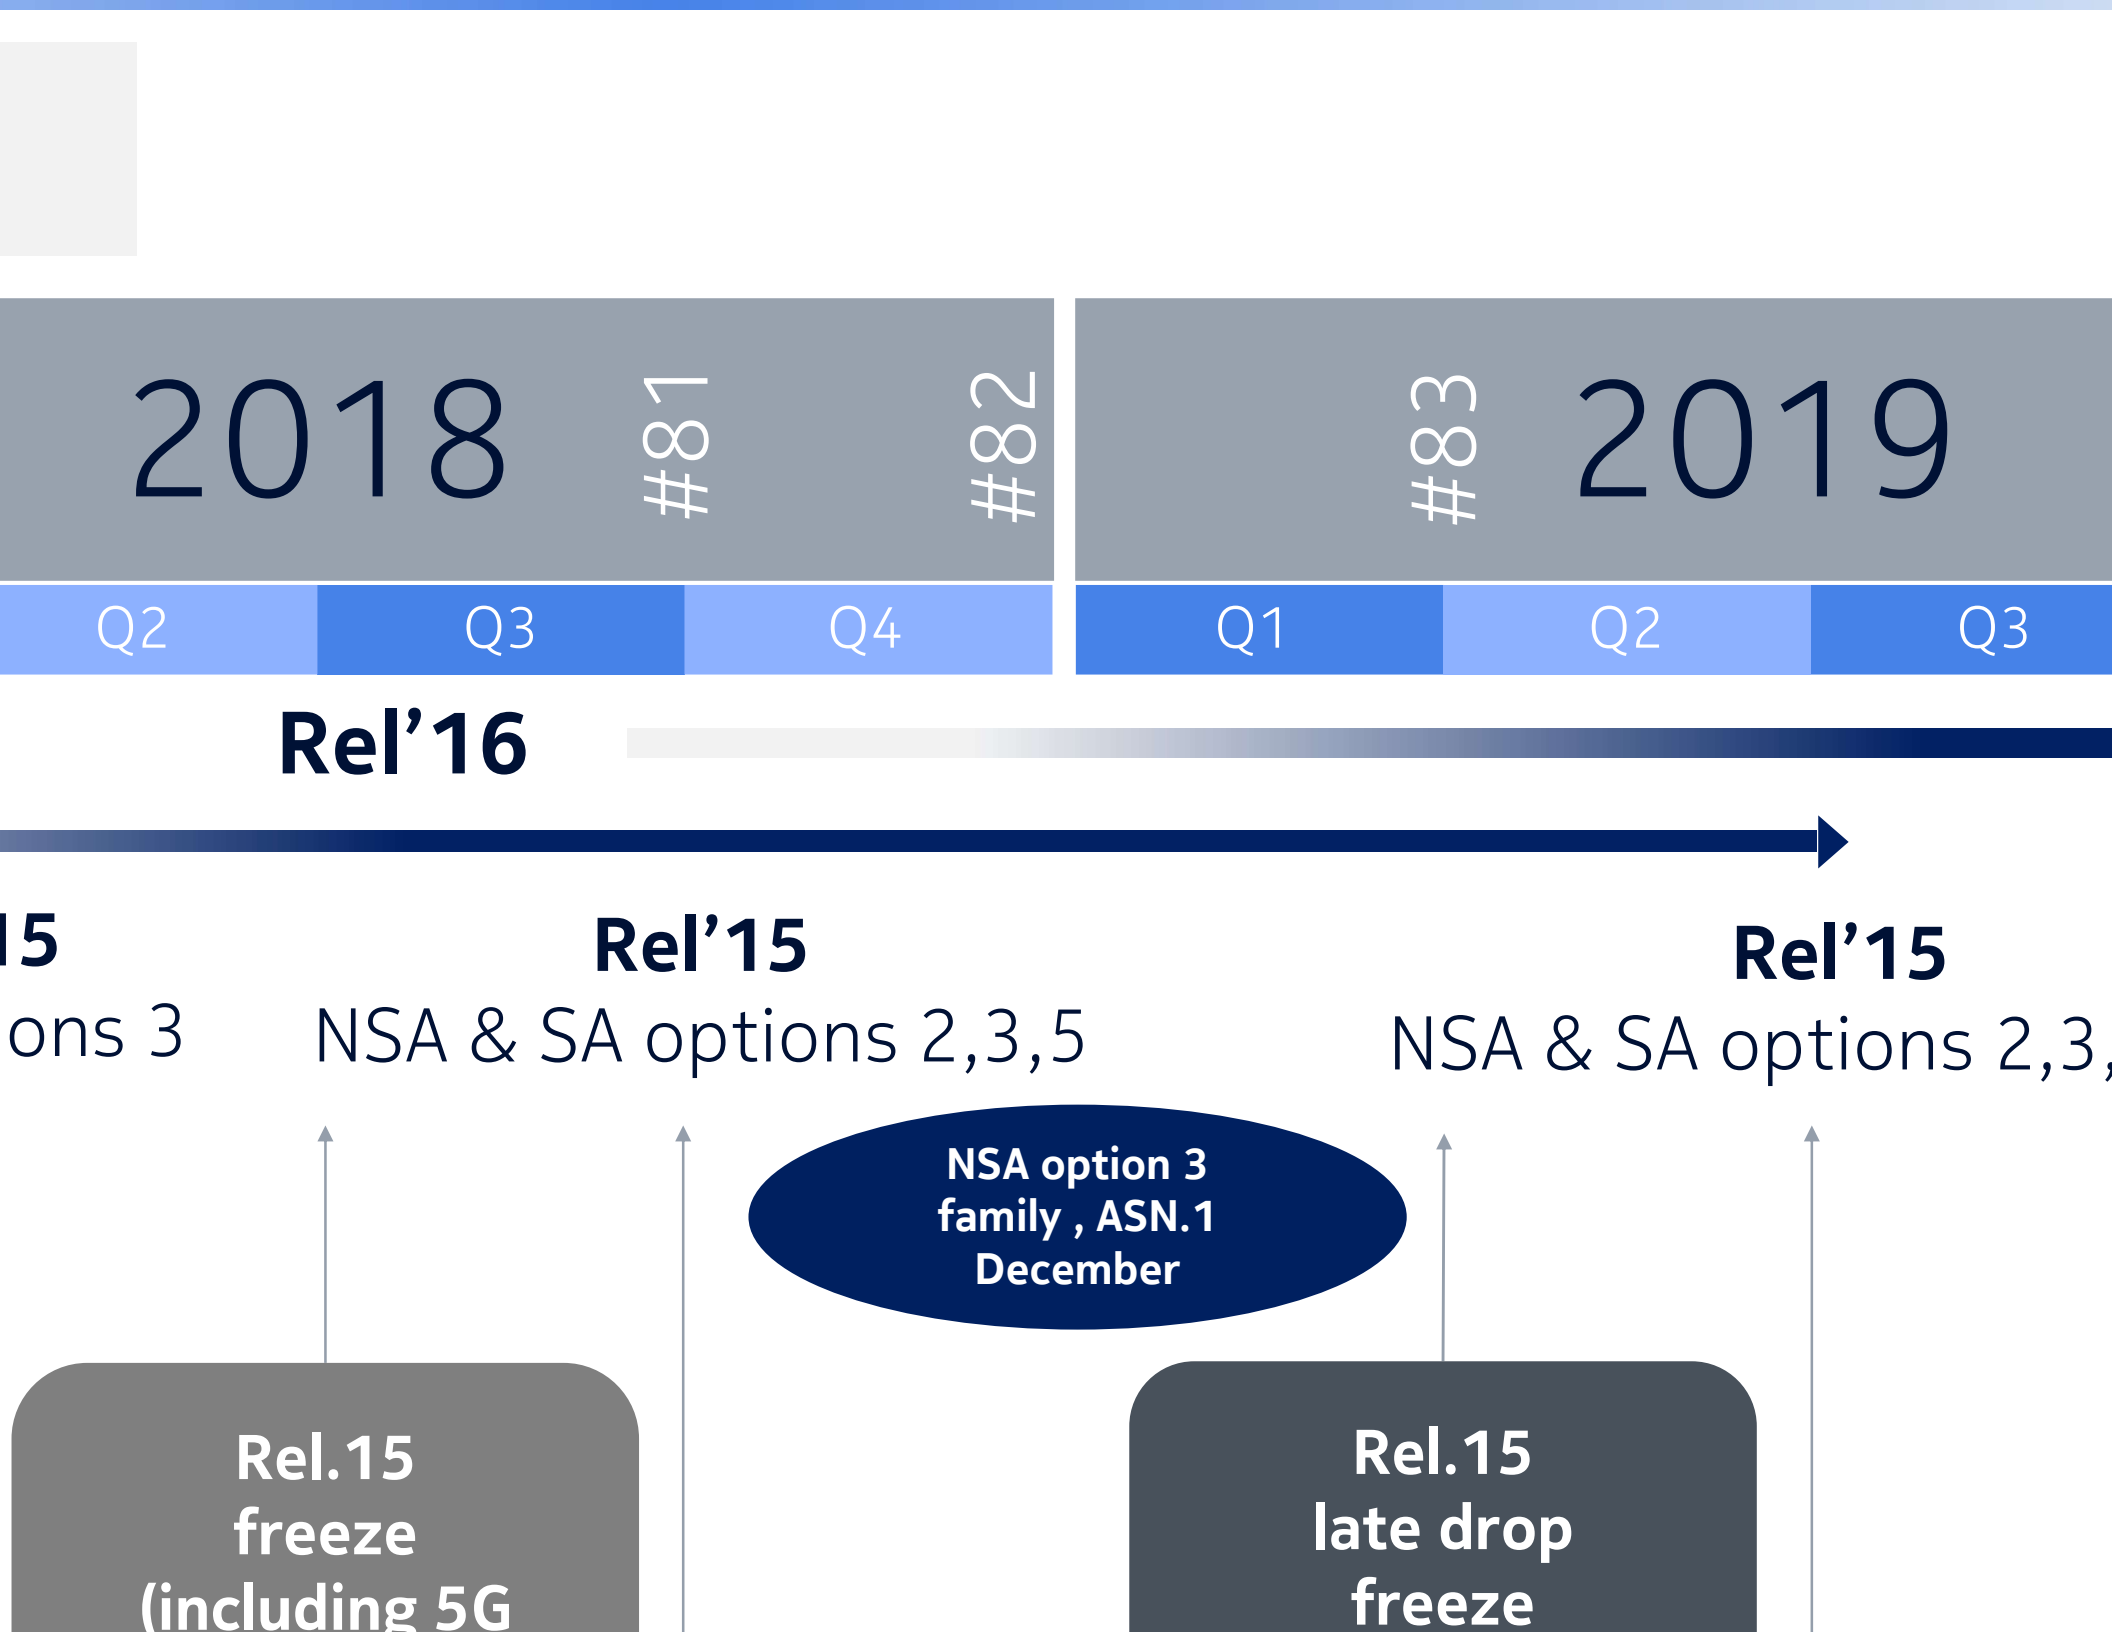 2018 #81 #82 #83 2019
Q2 Q3 Q4 Q1 Q2 Q3
Rel’16
15 Rel’15 Rel’15
ons 3 NSA & SA options 2,3,5 NSA & SA options 2,3,
NSA option 3
family , ASN.1
December
Rel.15
freeze
(including 5G
Rel.15
late drop
freeze